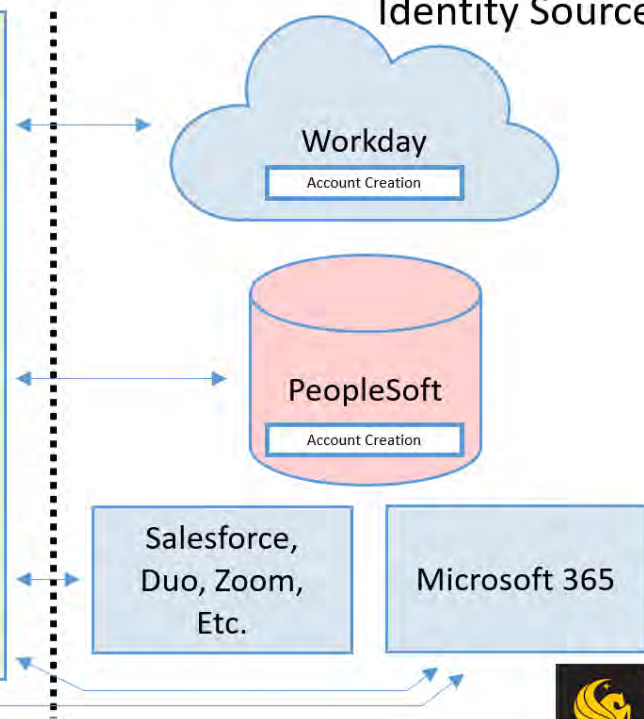 Identity Source
Workday
Account Creation
PeopleSoft
Account Creation
Salesforce,
Duo, Zoom,
Etc.
Microsoft 365